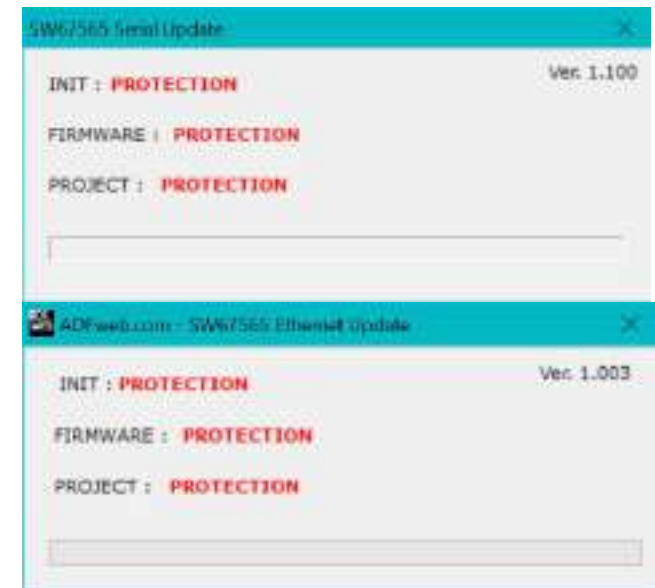 SW67565 Serial Update
Ver. 1.100
INIT : PROTECTION
FIRMWARE : PROTECTION
PROJECT : PROTECTION
ADFweb.com - SW67565 Ethernet Update
Ver. 1.003
INIT : PROTECTION
FIRMWARE : PROTECTION
PROJECT : PROTECTION